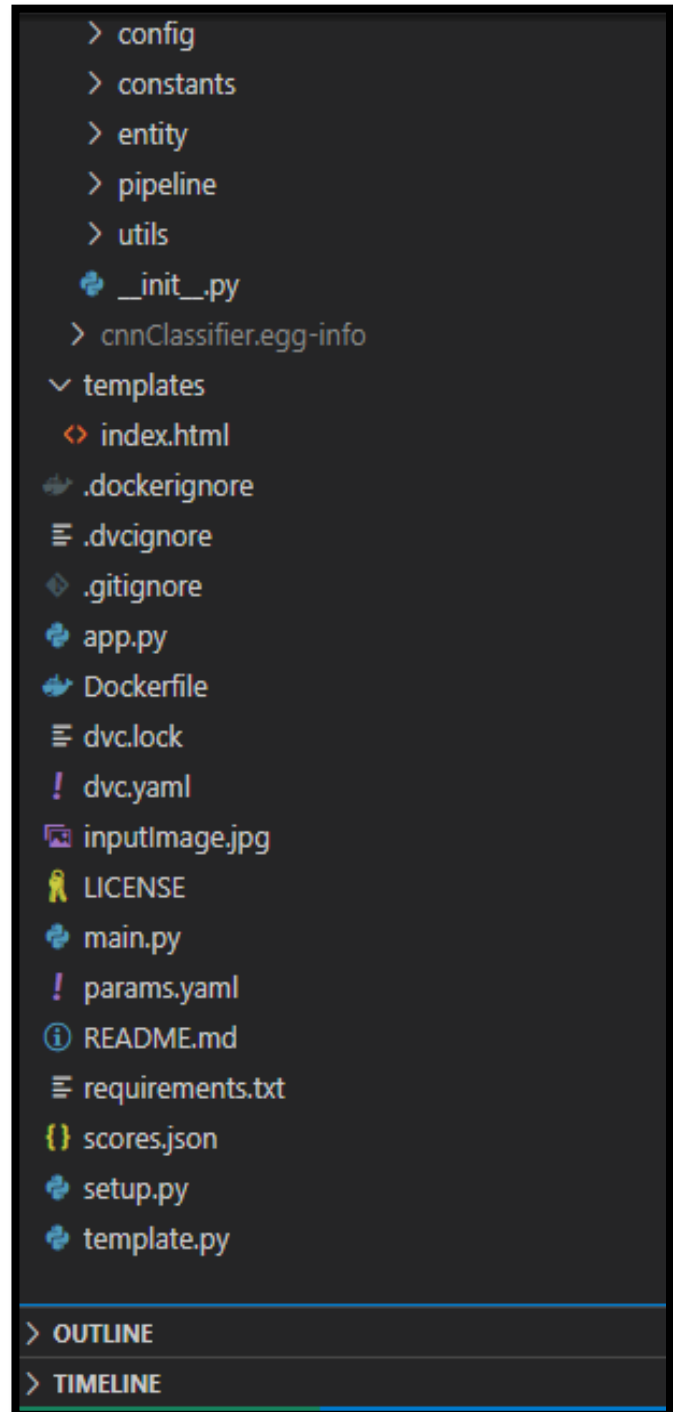 config
constants
entity
pipeline
utils
__init__.py
cnnClassifier.egg-info
templates
index.html
.dockerignore
.dvcignore
.gitignore
app.py
Dockerfile
dvc.lock
dvc.yaml
inputImage.jpg
LICENSE
main.py
params.yaml
README.md
requirements.txt
scores.json
setup.py
template.py
OUTLINE
TIMELINE